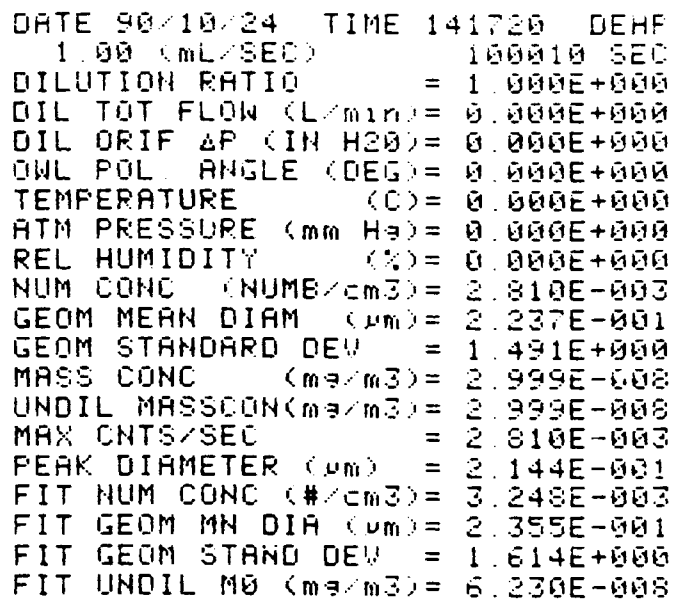 DATE 90/10/24 TIME 141720 DEHP
1.00 (mL/SEC) 100010 SEC
DILUTION RATIO = 1.000E+000
DIL TOT FLOW (L/min)= 0.000E+000
DIL ORIF ΔP (IN H2O)= 0.000E+000
OWL POL. ANGLE (DEG)= 0.000E+000
TEMPERATURE (C)= 0.000E+000
ATM PRESSURE (mm Hg)= 0.000E+000
REL HUMIDITY (%)= 0.000E+000
NUM CONC (NUMB/cm3)= 2.810E-003
GEOM MEAN DIAM (μm)= 2.237E-001
GEOM STANDARD DEV = 1.491E+000
MASS CONC (mg/m3)= 2.999E-008
UNDIL MASSCON(mg/m3)= 2.999E-008
MAX CNTS/SEC = 2.810E-003
PEAK DIAMETER (μm) = 2.144E-001
FIT NUM CONC (#/cm3)= 3.248E-003
FIT GEOM MN DIA (μm)= 2.355E-001
FIT GEOM STAND DEV = 1.614E+000
FIT UNDIL M0 (mg/m3)= 6.230E-008